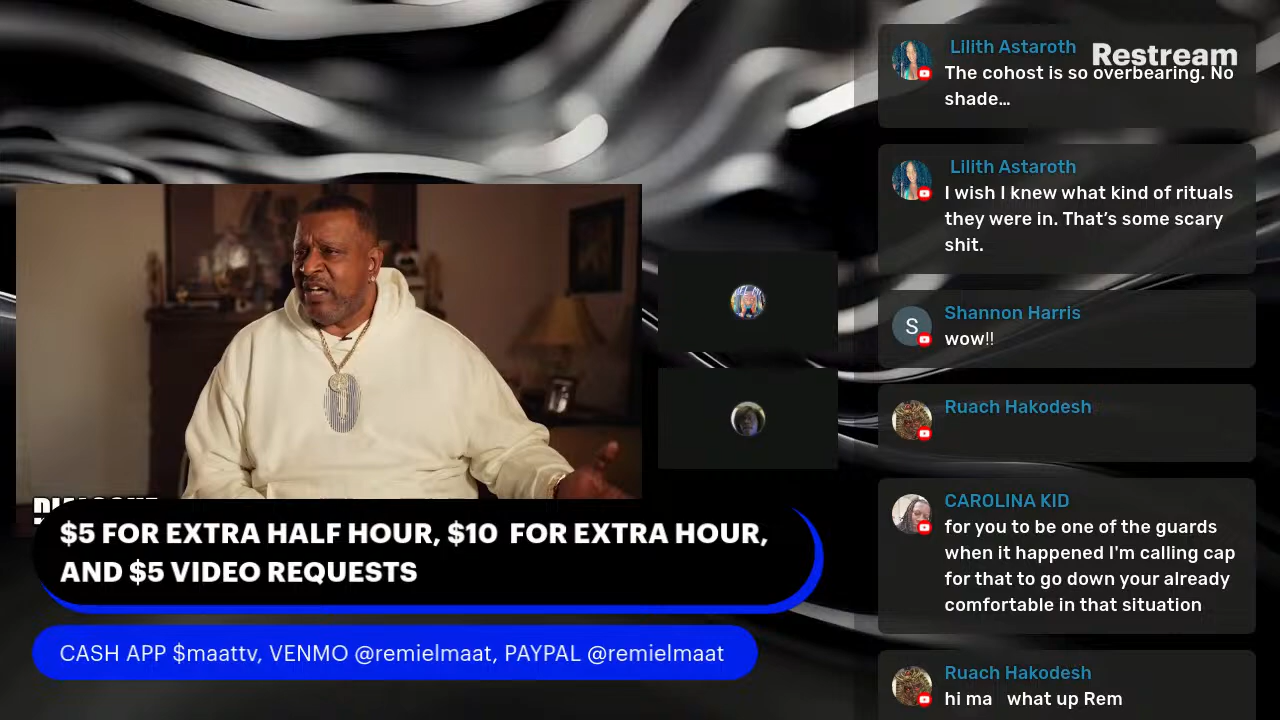 $5 FOR EXTRA HALF HOUR, $10 FOR EXTRA HOUR,
AND $5 VIDEO REQUESTS
CASH APP $maattv, VENMO @remielmaat, PAYPAL @remielmaat
Restream
Lilith Astaroth
The cohost is so overbearing. No
shade…
Lilith Astaroth
I wish I knew what kind of rituals
they were in. That’s some scary
shit.
S
Shannon Harris
wow!!
Ruach Hakodesh
CAROLINA KID
for you to be one of the guards
when it happened I'm calling cap
for that to go down your already
comfortable in that situation
Ruach Hakodesh
hi ma what up Rem